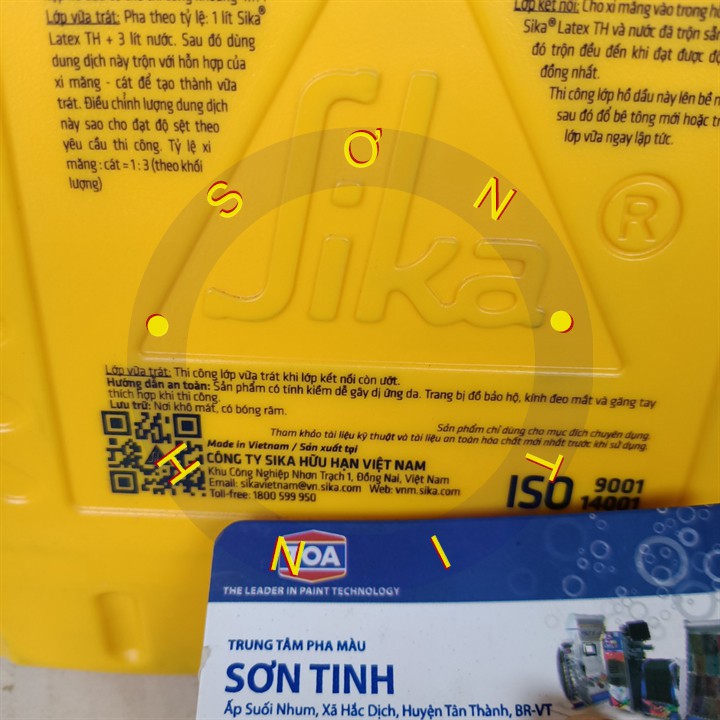 Lớp vữa trát: Pha theo tỷ lệ: 1 lít Sika®
Latex TH + 3 lít nước. Sau đó dùng
dung dịch này trộn với hỗn hợp của
xi măng - cát để tạo thành vữa
trát. Điều chỉnh lượng dung dịch
này sao cho đạt độ sệt theo
yêu cầu thi công. Tỷ lệ xi
măng : cát = 1 : 3 (theo khối
lượng)
Lớp kết nối: Cho xi măng vào trong
Sika® Latex TH và nước đã trộn sẵn
đó trộn đều đến khi đạt được
đồng nhất.
Thi công lớp hồ dầu này lên bề
sau đó đổ bê tông mới hoặc
lớp vữa ngay lập tức.
Sika ®
SƠN
TINH
Lớp vữa trát: Thi công lớp vữa trát khi lớp kết nối còn ướt.
Hướng dẫn an toàn: Sản phẩm có tính kiềm dễ gây dị ứng da. Trang bị đồ bảo hộ, kính đeo mắt và găng tay
thích hợp khi thi công.
Lưu trữ: Nơi khô mát, có bóng râm.
Sản phẩm chỉ dùng cho mục đích chuyên dụng.
Tham khảo tài liệu kỹ thuật và tài liệu an toàn hóa chất mới nhất trước khi sử dụng.
Made in Vietnam / Sản xuất tại
CÔNG TY SIKA HỮU HẠN VIỆT NAM
Khu Công Nghiệp Nhơn Trạch 1, Đồng Nai, Việt Nam
Email: sikavietnam@vn.sika.com Web: vnm.sika.com
Toll-free: 1800 599 950
ISO 9001
14001
TOA
THE LEADER IN PAINT TECHNOLOGY
TRUNG TÂM PHA MÀU
SƠN TINH
Ấp Suối Nhum, Xã Hắc Dịch, Huyện Tân Thành, BR-VT